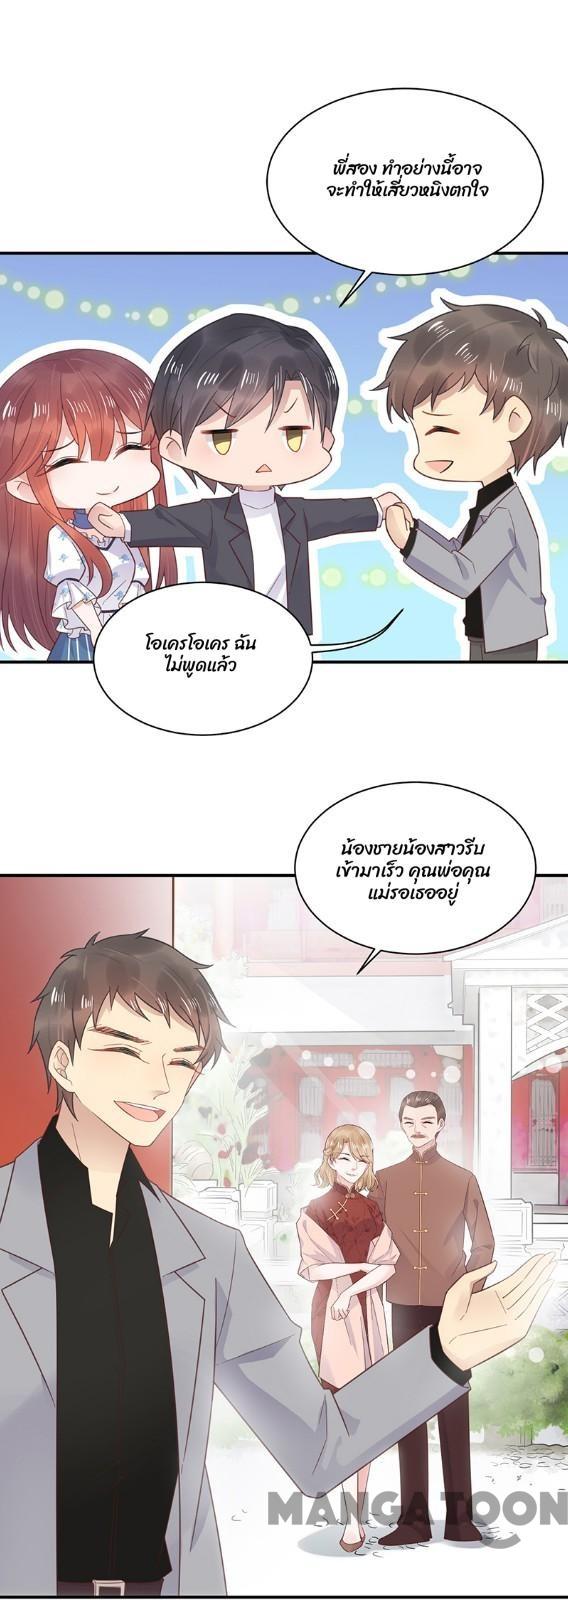 พี่สอง ทำอย่างนี้อาจ
จะทำให้เสี่ยวหนิงตกใจ
โอเครโอเคร ฉัน
ไม่พูดแล้ว
น้องชายน้องสาวรีบ
เข้ามาเร็ว คุณพ่อคุณ
แม่รอเธออยู่
MANGATOON